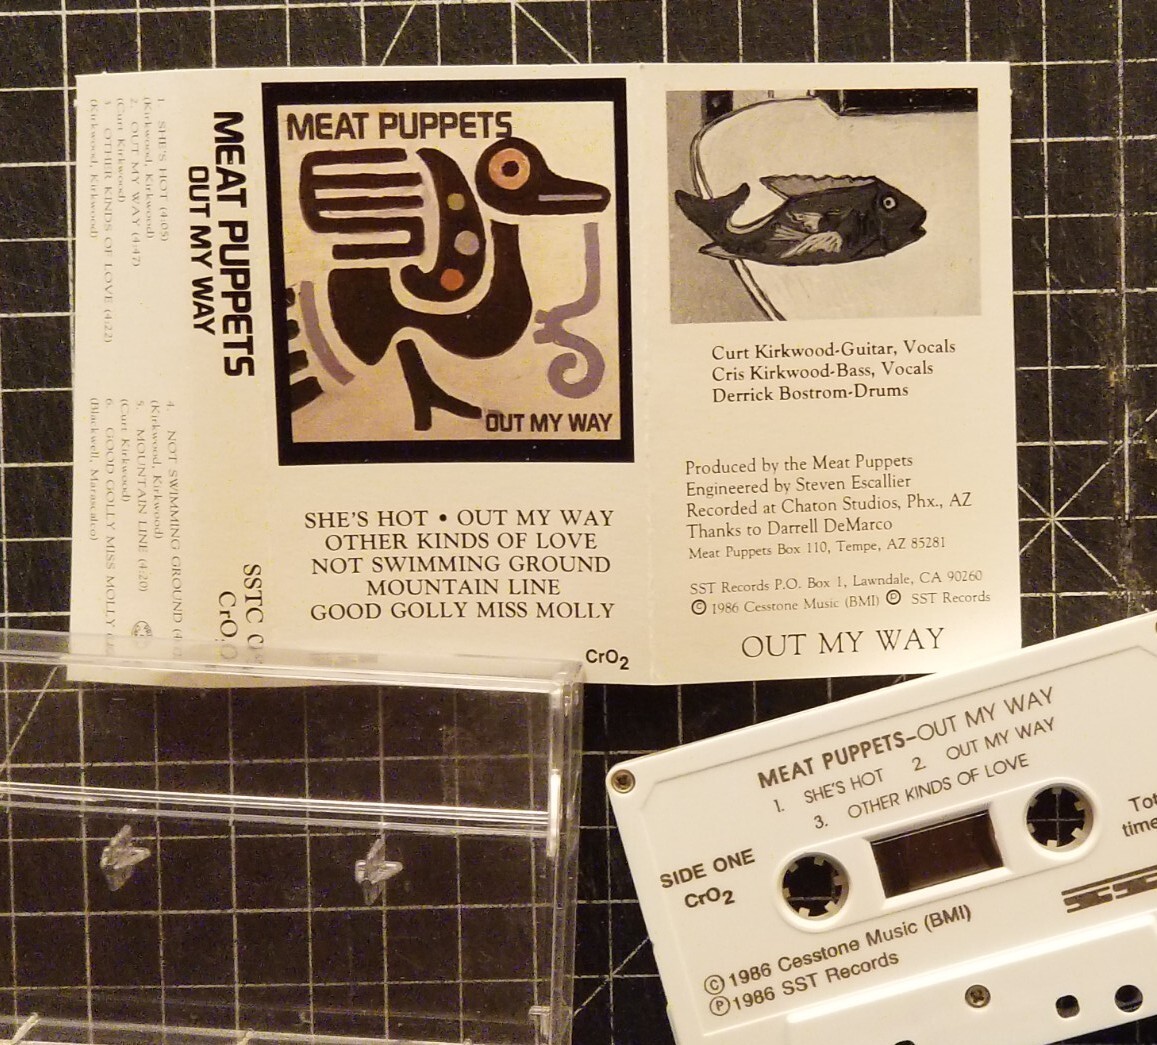 1. SHE'S HOT (4:05)
(Kirkwood, Kirkwood)
2. OUT MY WAY (4:47)
(Curt Kirkwood)
3. OTHER KINDS OF LOVE (4:22)
(Kirkwood, Kirkwood)
4. NOT SWIMMING GROUND
(Kirkwood, Kirkwood)
5. MOUNTAIN LINE (4:20)
(Curt Kirkwood)
6. GOOD GOLLY MISS MOLLY
(Blackwell, Marascalco)
MEAT PUPPETS
OUT MY WAY
SSTC
CrO
MEAT PUPPETS
OUT MY WAY
SHE'S HOT • OUT MY WAY
OTHER KINDS OF LOVE
NOT SWIMMING GROUND
MOUNTAIN LINE
GOOD GOLLY MISS MOLLY
CrO2
Curt Kirkwood-Guitar, Vocals
Cris Kirkwood-Bass, Vocals
Derrick Bostrom-Drums
Produced by the Meat Puppets
Engineered by Steven Escallier
Recorded at Chaton Studios, Phx., AZ
Thanks to Darrell DeMarco
Meat Puppets Box 110, Tempe, AZ 85281
SST Records P.O. Box 1, Lawndale, CA 90260
© 1986 Cesstone Music (BMI) ℗ SST Records
OUT MY WAY
MEAT PUPPETS–OUT MY WAY
1. SHE'S HOT 2. OUT MY WAY
3. OTHER KINDS OF LOVE
SIDE ONE
CrO2
Tot
time
© 1986 Cesstone Music (BMI)
℗ 1986 SST Records